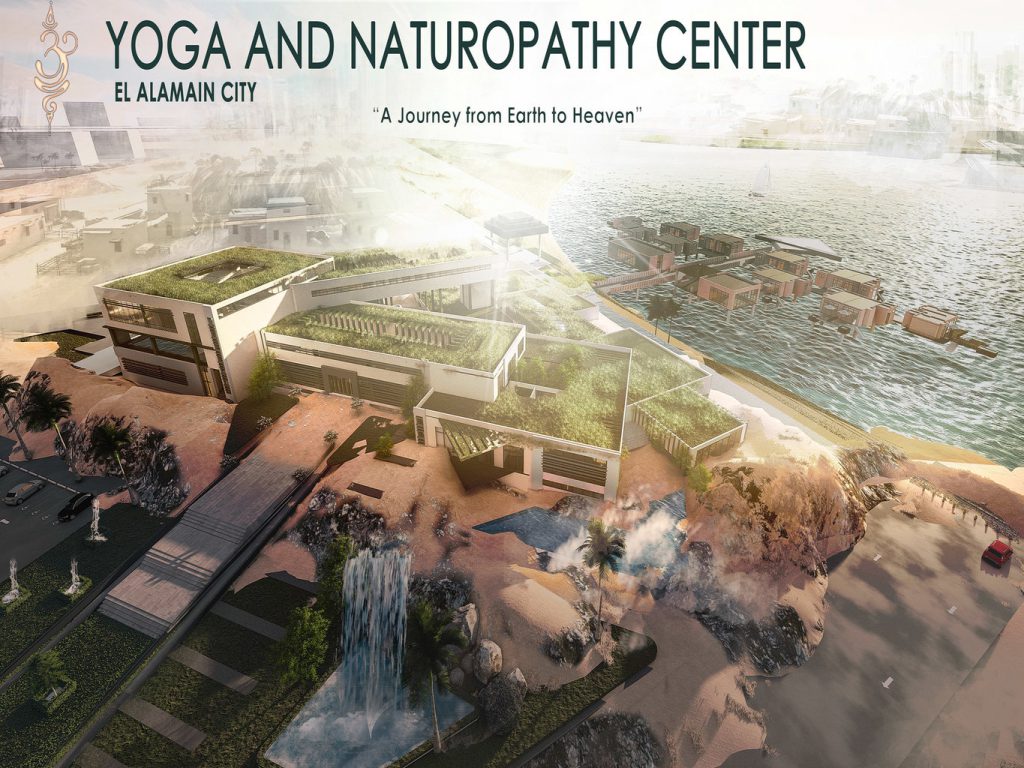 YOGA AND NATUROPATHY CENTER
EL ALAMAIN CITY
“A Journey from Earth to Heaven”